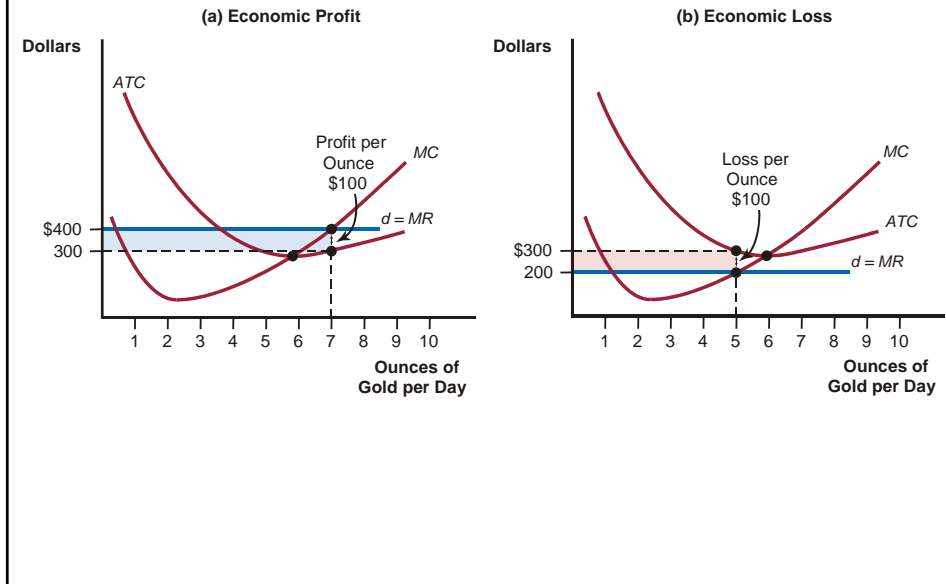 (a) Economic Profit
Dollars
ATC
Profit per
Ounce
$100
MC
d = MR
$400
300
1 2 3 4 5 6 7 8 9 10
Ounces of
Gold per Day
(b) Economic Loss
Dollars
Loss per
Ounce
$100
MC
ATC
$300
d = MR
200
1 2 3 4 5 6 7 8 9 10
Ounces of
Gold per Day